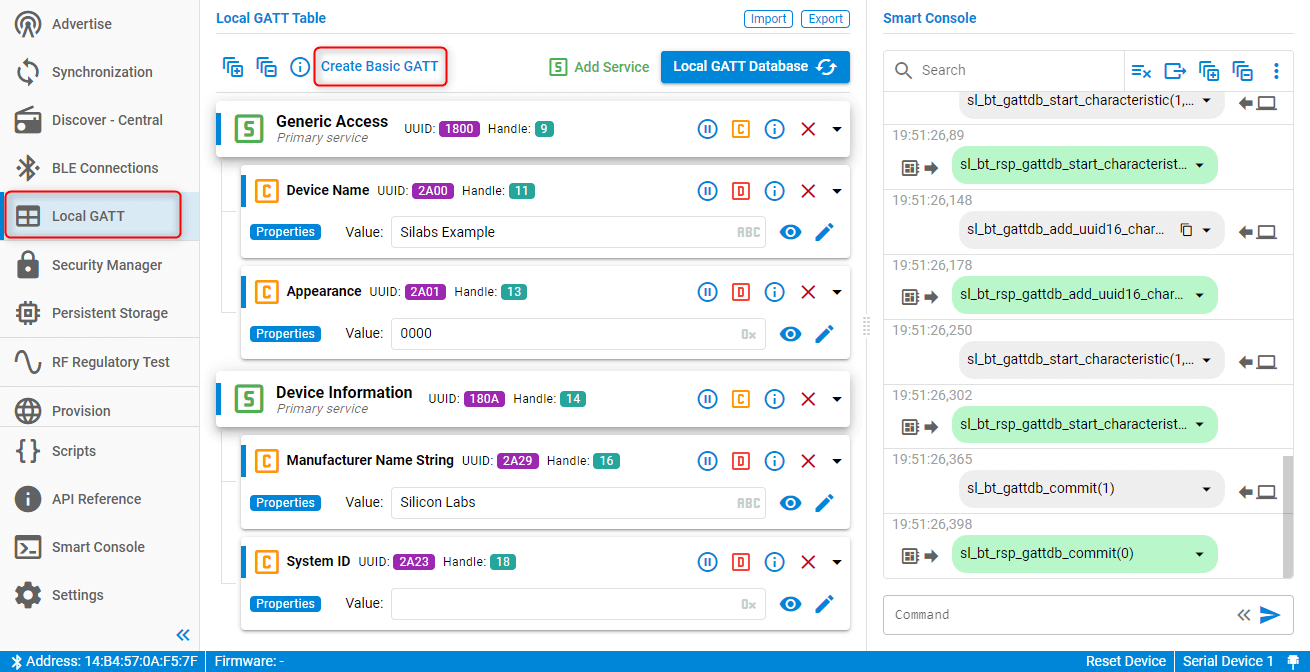 Advertise
Synchronization
Discover - Central
BLE Connections
Local GATT
Security Manager
Persistent Storage
RF Regulatory Test
Provision
Scripts
API Reference
Smart Console
Settings
Local GATT Table
Import
Export
Create Basic GATT
S Add Service
Local GATT Database
S Generic Access UUID: 1800 Handle: 9 C
Primary service
C Device Name UUID: 2A00 Handle: 11 D
Properties Value: Silabs Example ABC
C Appearance UUID: 2A01 Handle: 13 D
Properties Value: 0000 0x
S Device Information UUID: 180A Handle: 14 C
Primary service
C Manufacturer Name String UUID: 2A29 Handle: 16 D
Properties Value: Silicon Labs ABC
C System ID UUID: 2A23 Handle: 18 D
Properties Value: 0x
Smart Console
Search
sl_bt_gattdb_start_characteristic(1,...
19:51:26,89
sl_bt_rsp_gattdb_start_characterist...
19:51:26,148
sl_bt_gattdb_add_uuid16_char...
19:51:26,178
sl_bt_rsp_gattdb_add_uuid16_char...
19:51:26,250
sl_bt_gattdb_start_characteristic(1,...
19:51:26,302
sl_bt_rsp_gattdb_start_characterist...
19:51:26,365
sl_bt_gattdb_commit(1)
19:51:26,398
sl_bt_rsp_gattdb_commit(0)
Command
Address: 14:B4:57:0A:F5:7F
Firmware: -
Reset Device
Serial Device 1